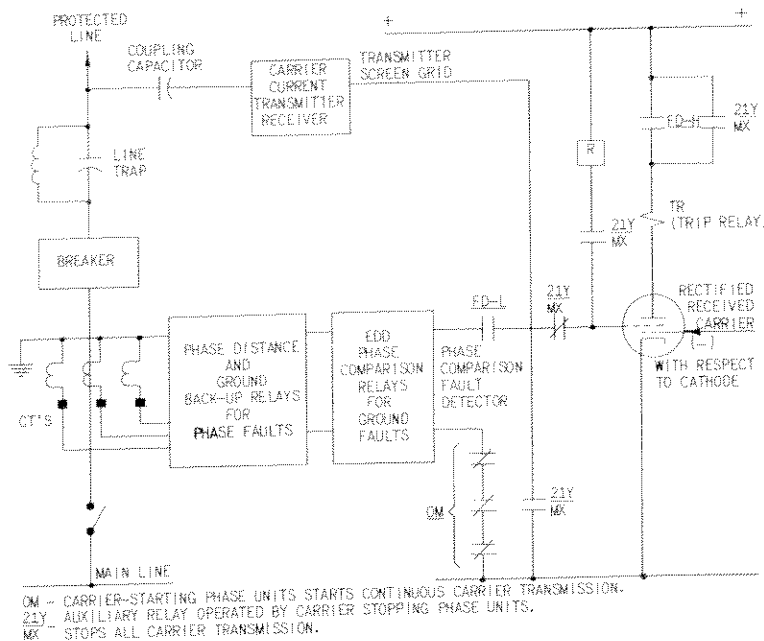 PROTECTED
LINE
+
+
COUPLING
CAPACITOR
CARRIER
CURRENT
TRANSMITTER
RECEIVER
TRANSMITTER
SCREEN GRID
FD-H
21Y
MX
LINE
TRAP
R
TR
(TRIP RELAY)
21Y
MX
BREAKER
RECTIFIED
RECEIVED
CARRIER
(-)
WITH RESPECT
TO CATHODE
FD-L
21Y
MX
PHASE DISTANCE
AND
GROUND
BACK-UP RELAYS
FOR
PHASE FAULTS
EDD
PHASE
COMPARISON
RELAYS
FOR
GROUND
FAULTS
PHASE
COMPARISON
FAULT
DETECTOR
CT'S
OM
21Y
MX
MAIN LINE
OM - CARRIER-STARTING PHASE UNITS STARTS CONTINUOUS CARRIER TRANSMISSION.
21Y - AUXILIARY RELAY OPERATED BY CARRIER STOPPING PHASE UNITS.
MX - STOPS ALL CARRIER TRANSMISSION.